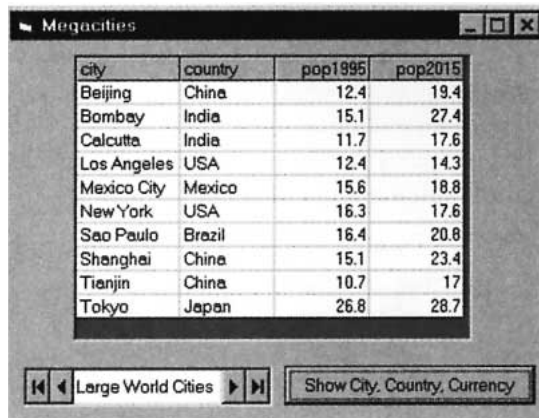 Megacities
city country pop1995 pop2015
Beijing China 12.4 19.4
Bombay India 15.1 27.4
Calcutta India 11.7 17.6
Los Angeles USA 12.4 14.3
Mexico City Mexico 15.6 18.8
New York USA 16.3 17.6
Sao Paulo Brazil 16.4 20.8
Shanghai China 15.1 23.4
Tianjin China 10.7 17
Tokyo Japan 26.8 28.7
Large World Cities Show City, Country, Currency